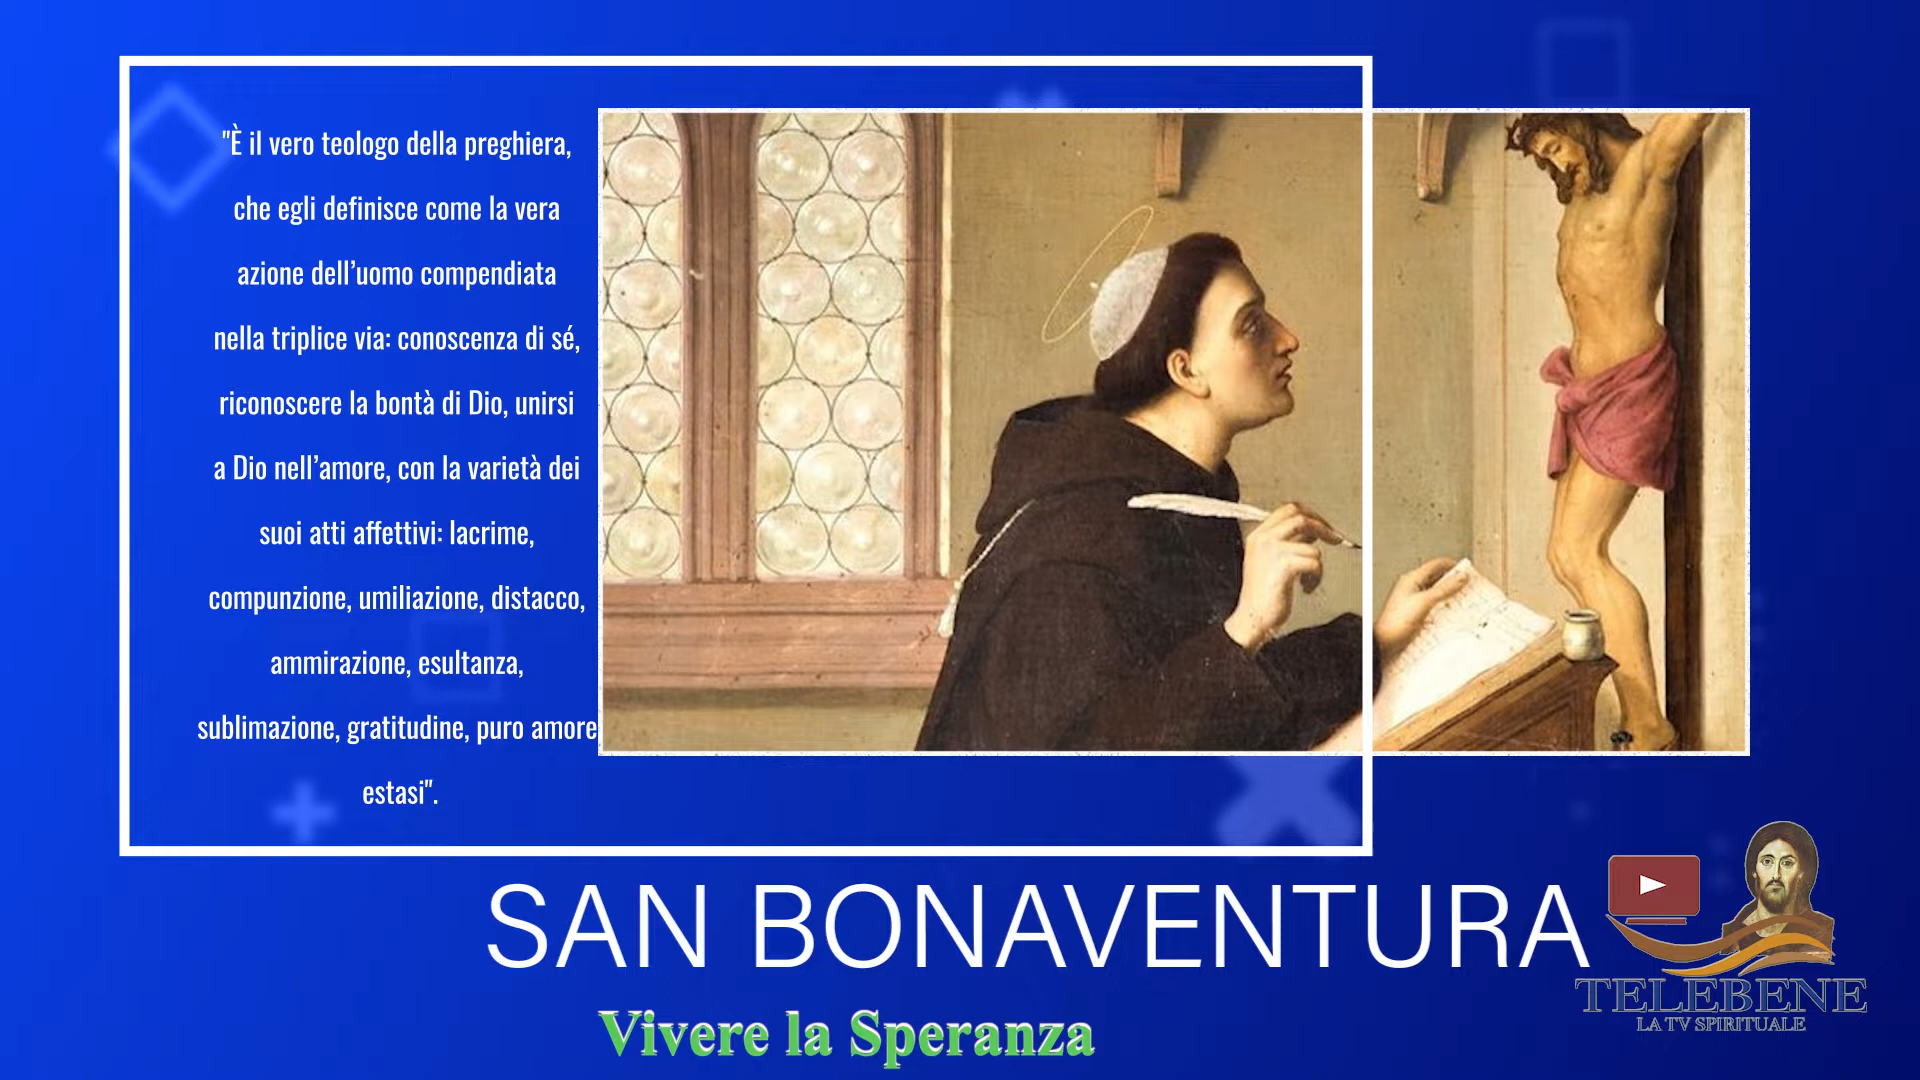 "È il vero teologo della preghiera,
che egli definisce come la vera
azione dell’uomo compendiata
nella triplice via: conoscenza di sé,
riconoscere la bontà di Dio, unirsi
a Dio nell’amore, con la varietà dei
suoi atti affettivi: lacrime,
compunzione, umiliazione, distacco,
ammirazione, esultanza,
sublimazione, gratitudine, puro amore
estasi".
SAN BONAVENTURA
Vivere la Speranza
TELEBENE
LA TV SPIRITUALE